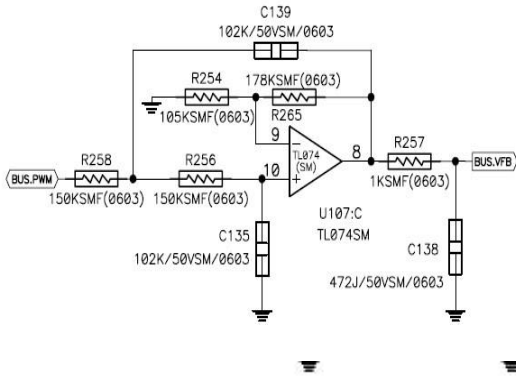 C139
102K/50VSM/0603
R254
178KSMF(0603)
105KSMF(0603)
R265
9
8
TL074
(SM)
R257
BUS.VFB
1KSMF(0603)
R258
R256
10
BUS.PWM
150KSMF(0603)
150KSMF(0603)
U107:C
TL074SM
C135
102K/50VSM/0603
C138
472J/50VSM/0603